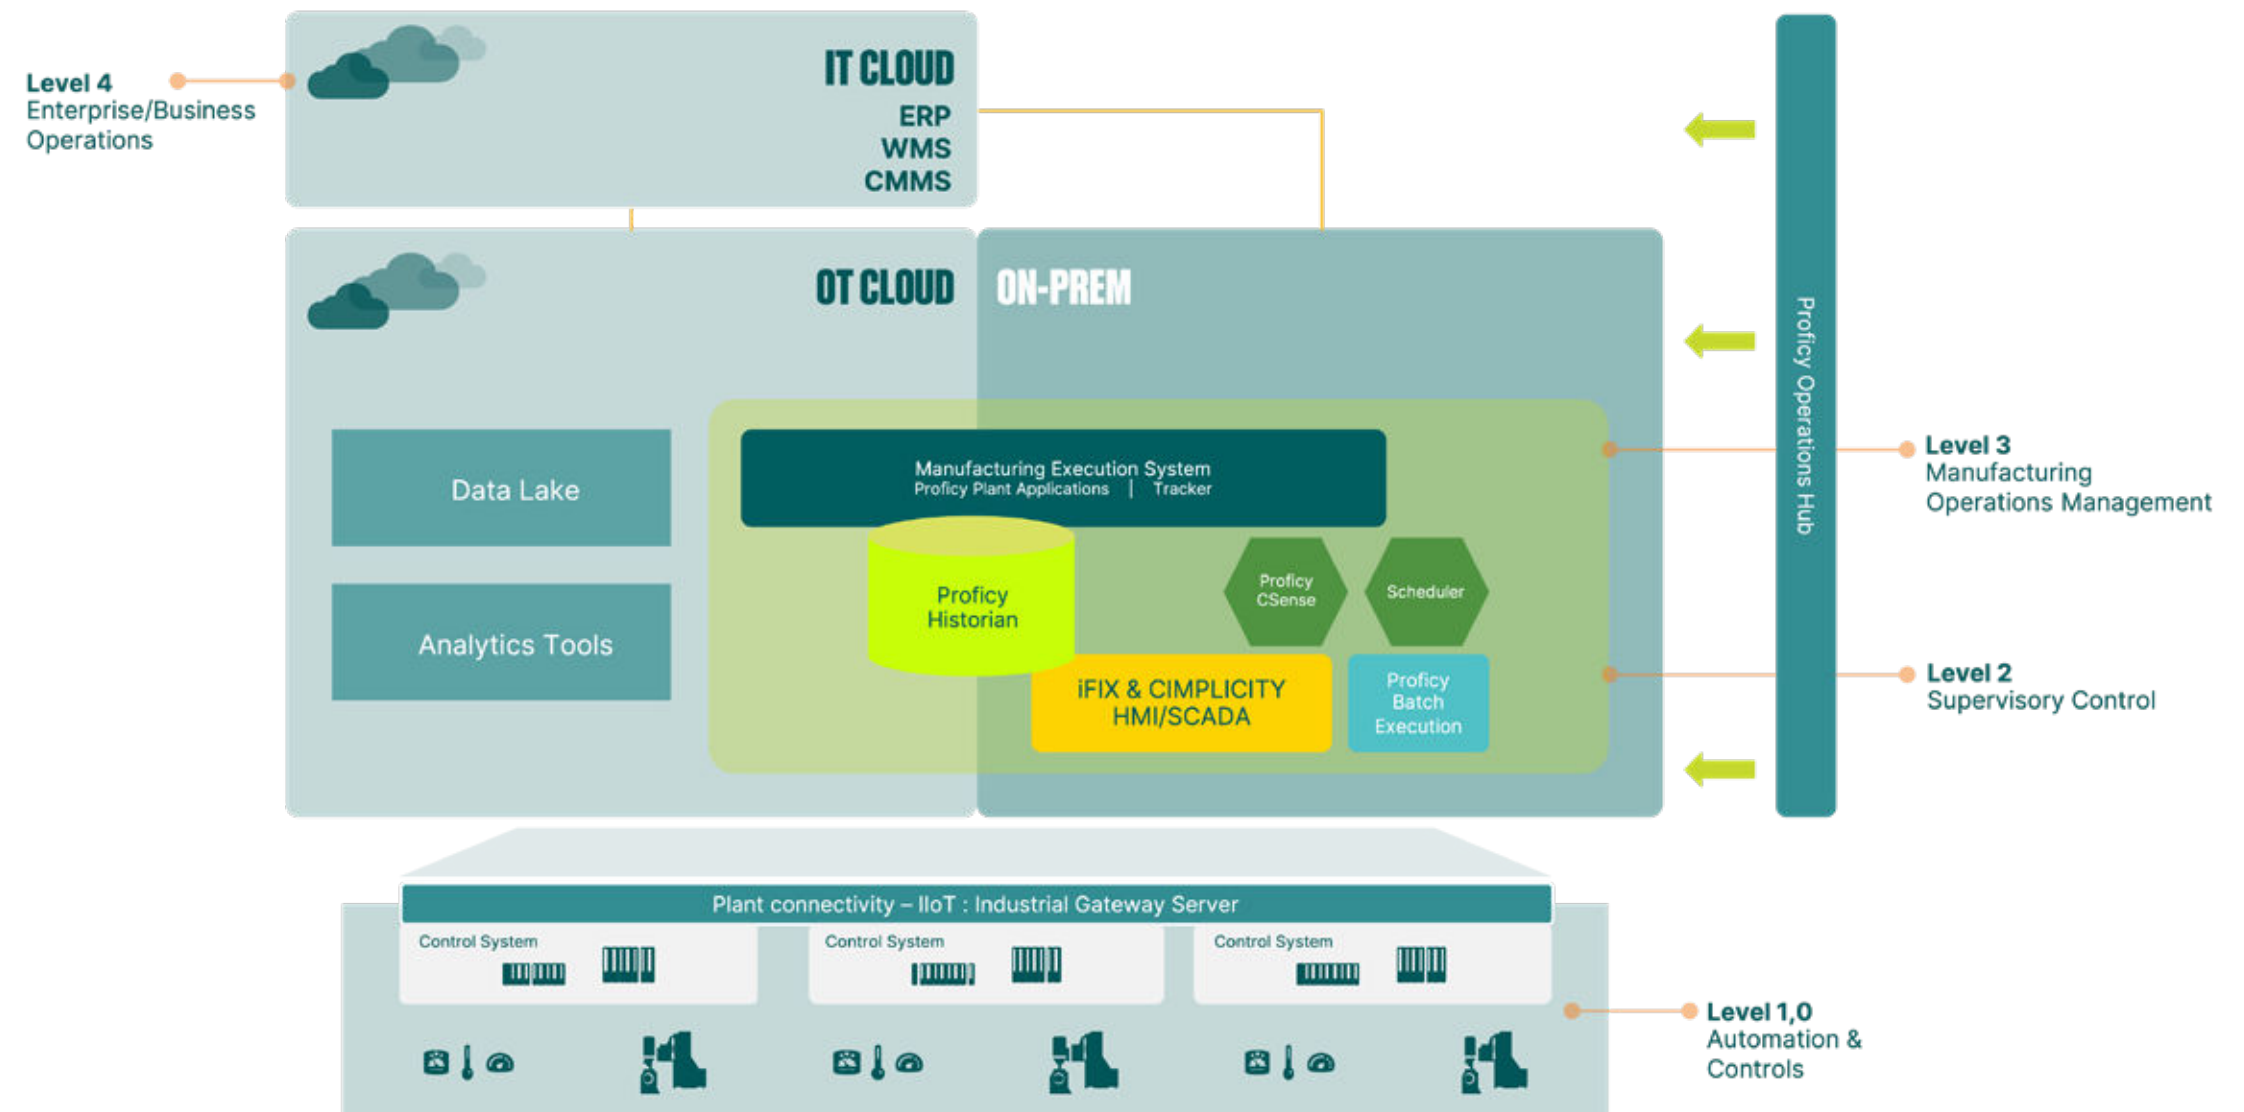 Level 4
Enterprise/Business
Operations
IT CLOUD
ERP
WMS
CMMS
OT CLOUD
ON-PREM
Data Lake
Analytics Tools
Manufacturing Execution System
Proficy Plant Applications | Tracker
Proficy
Historian
Proficy
CSense
Scheduler
iFIX & CIMPLICITY
HMI/SCADA
Proficy
Batch
Execution
Proficy Operations Hub
Level 3
Manufacturing
Operations Management
Level 2
Supervisory Control
Plant connectivity – IIoT : Industrial Gateway Server
Control System
Control System
Control System
Level 1,0
Automation &
Controls